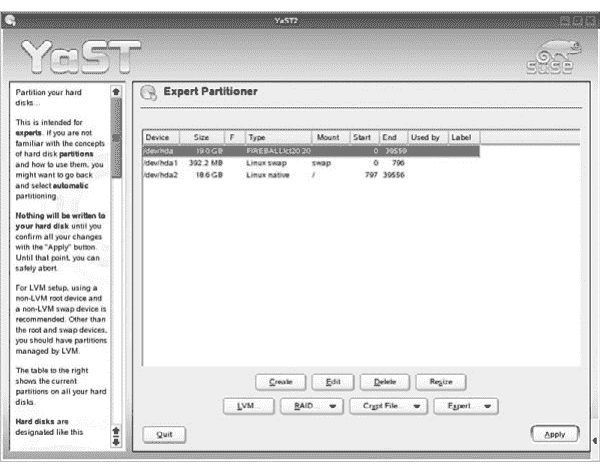 YaST2
YaST
SuSE
Partition your hard
disks...
This is intended for
experts. If you are not
familiar with the concepts
of hard disk partitions
and how to use them, you
might want to go back
and select automatic
partitioning.
Nothing will be written to
your hard disk until you
confirm all your changes
with the "Apply" button.
Until that point, you can
safely abort.
For LVM setup, using a
non-LVM root device and
a non-LVM swap device is
recommended. Other than
the root and swap devices,
you should have partitions
managed by LVM.
The table to the right
shows the current
partitions on all your hard
disks.
Hard disks are
designated like this
Expert Partitioner
Device Size F Type Mount Start End Used by Label
/dev/hda 19.0 GB 0 39559
/dev/hda1 392.2 MB Linux swap swap 0 796
/dev/hda2 18.6 GB Linux native / 797 39556
Create Edit Delete Resize
LVM... RAID... Crypt File... Expert...
Quit Apply